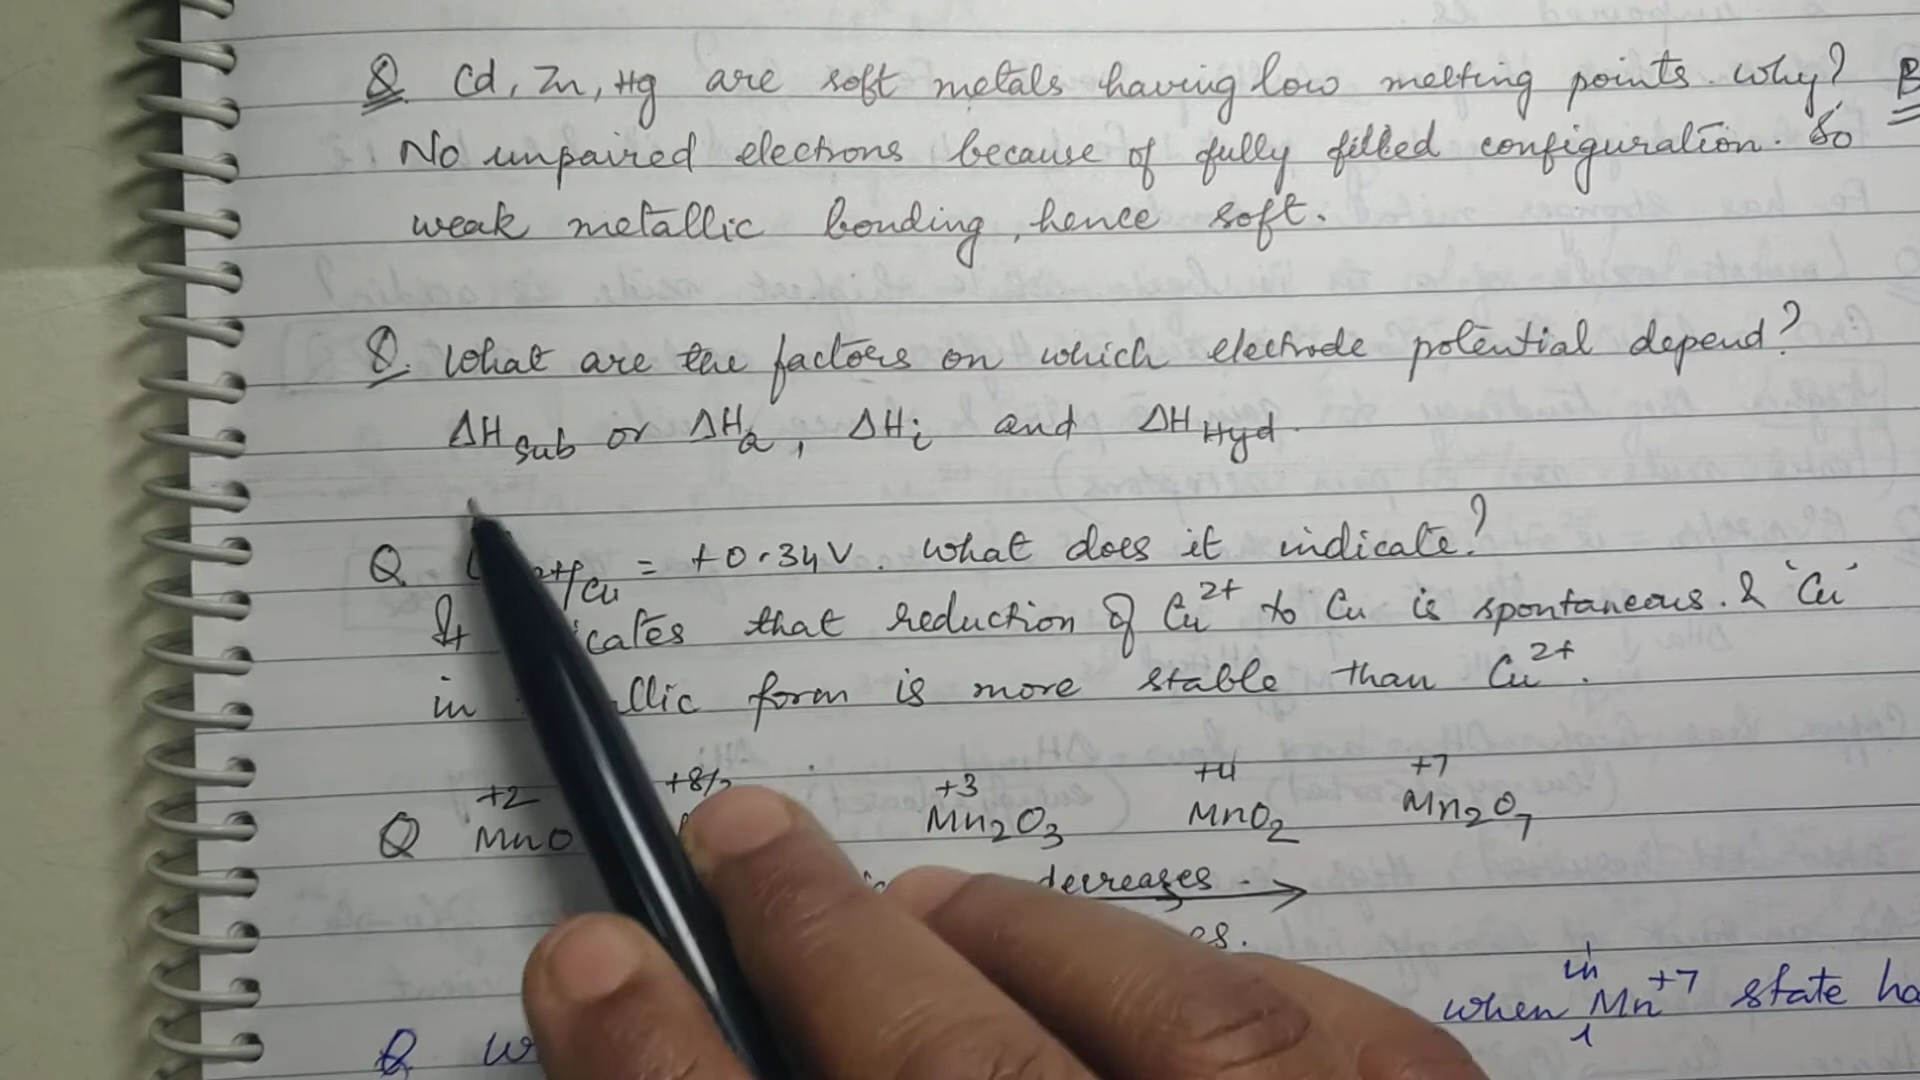 Q Cd, Zn, Hg are soft metals having low melting points. Why?
No unpaired electrons because of fully filled configuration. So
weak metallic bonding, hence soft.
Q. What are the factors on which electrode potential depend?
ΔHsub or ΔHa, ΔHi and ΔHHyd.
Q. 2+/Cu = +0.34V. What does it indicate?
It that reduction of Cu2+ to Cu is spontaneous. & 'Cu'
in form is more stable than Cu2+.
+2 +8/3 +3 +4 +7
Q MnO Mn2O3 MnO2 Mn2O7
decreases.
when in Mn+7 state
Q